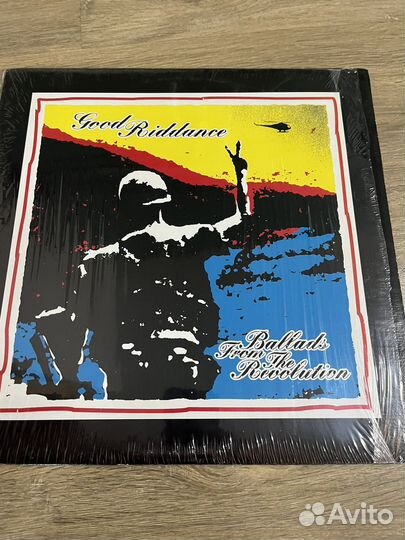 Good Riddance
Ballads
From The
Revolution
Avito